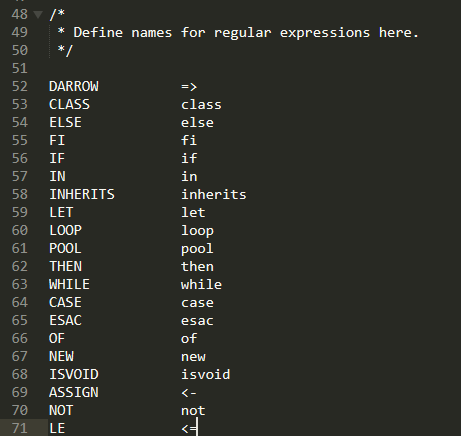 48 /*
49  * Define names for regular expressions here.
50  */
51
52 DARROW          =>
53 CLASS           class
54 ELSE            else
55 FI              fi
56 IF              if
57 IN              in
58 INHERITS        inherits
59 LET             let
60 LOOP            loop
61 POOL            pool
62 THEN            then
63 WHILE           while
64 CASE            case
65 ESAC            esac
66 OF              of
67 NEW             new
68 ISVOID          isvoid
69 ASSIGN          <-
70 NOT             not
71 LE              <=